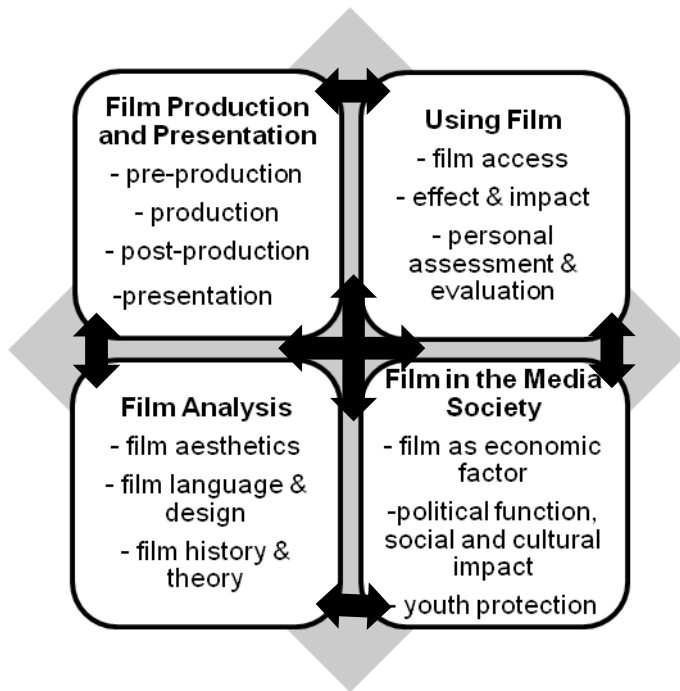 Film Production
and Presentation
- pre-production
- production
- post-production
-presentation
Using Film
- film access
- effect & impact
- personal
assessment &
evaluation
Film Analysis
- film aesthetics
- film language &
design
- film history &
theory
Film in the Media
Society
- film as economic
factor
-political function,
social and cultural
impact
- youth protection